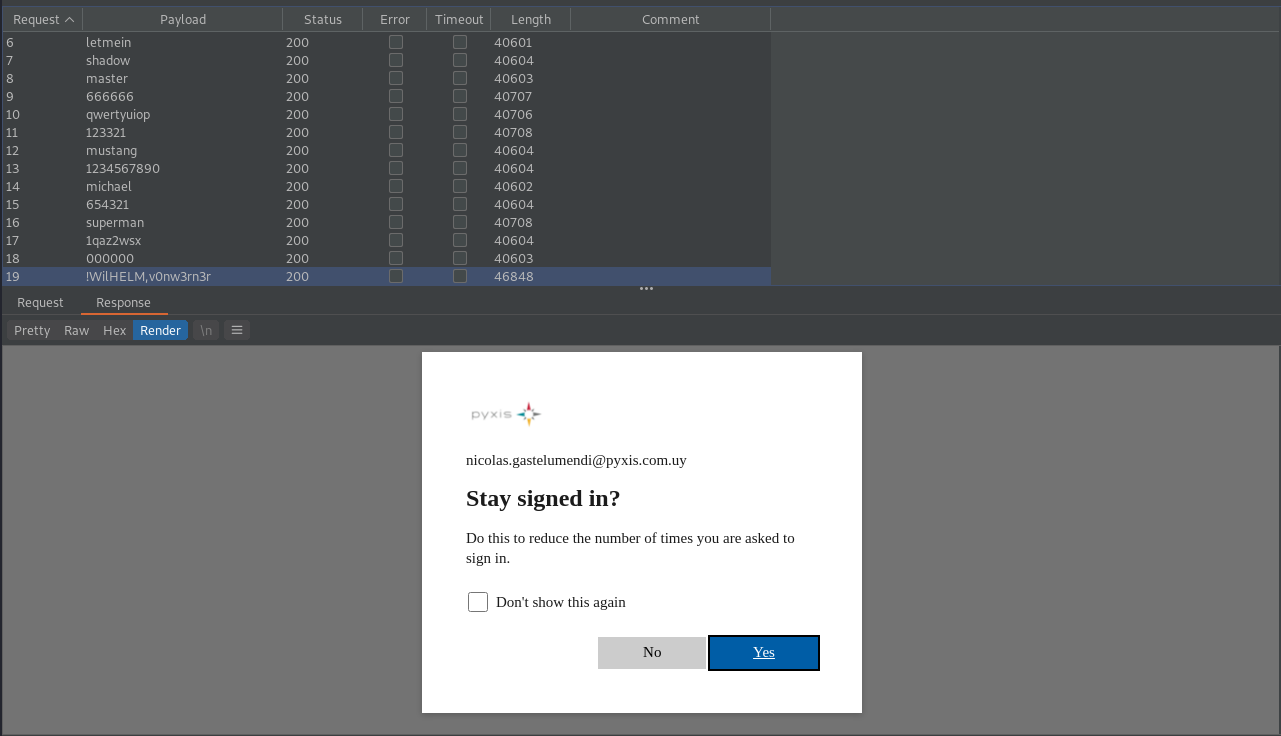 Request Payload Status Error Timeout Length Comment
6 letmein 200 40601
7 shadow 200 40604
8 master 200 40603
9 666666 200 40707
10 qwertyuiop 200 40706
11 123321 200 40708
12 mustang 200 40604
13 1234567890 200 40604
14 michael 200 40602
15 654321 200 40604
16 superman 200 40708
17 1qaz2wsx 200 40604
18 000000 200 40603
19 !WilHELM,v0nw3rn3r 200 46848
Request Response
Pretty Raw Hex Render \n
pyxis
nicolas.gastelumendi@pyxis.com.uy
Stay signed in?
Do this to reduce the number of times you are asked to
sign in.
Don't show this again
No Yes